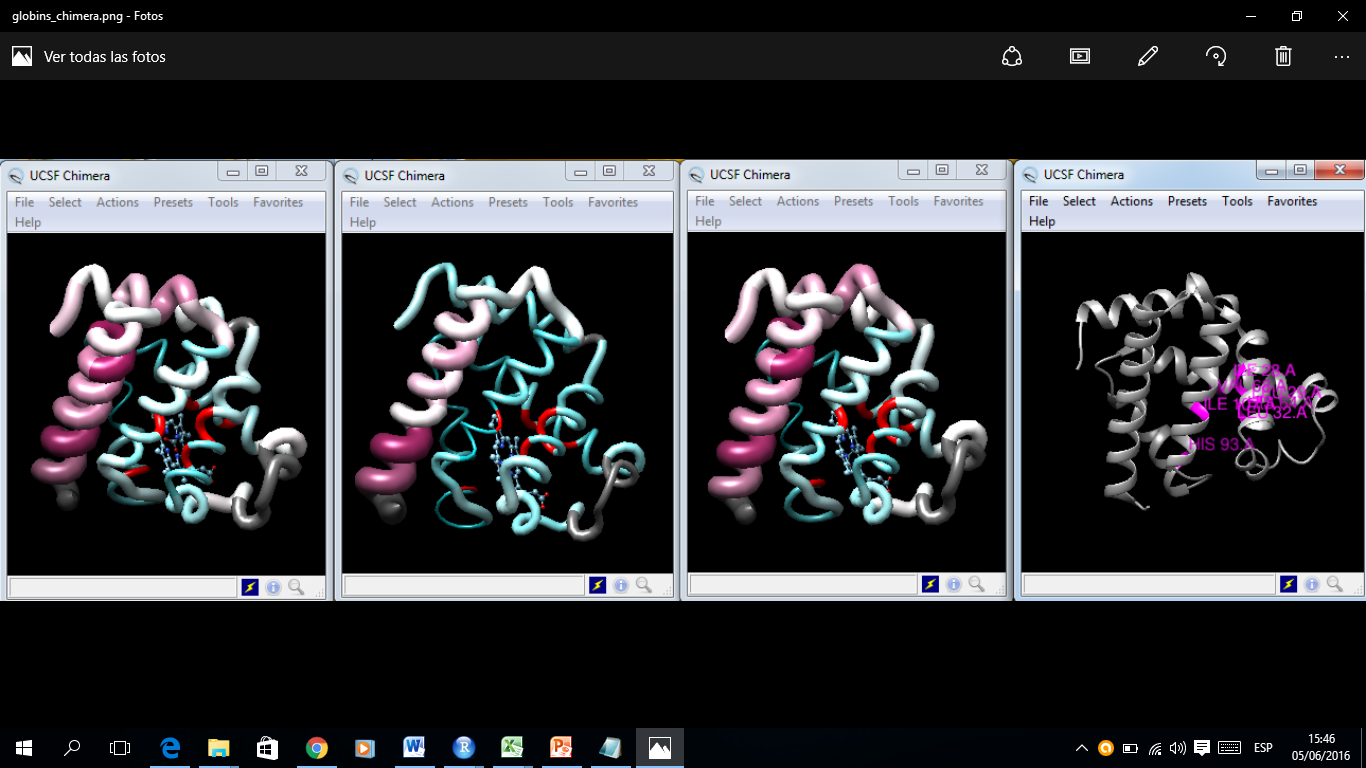 globins_chimera.png - Fotos
Ver todas las fotos
UCSF Chimera
File Select Actions Presets Tools Favorites
Help
UCSF Chimera
File Select Actions Presets Tools Favorites
Help
UCSF Chimera
File Select Actions Presets Tools Favorites
Help
UCSF Chimera
File Select Actions Presets Tools Favorites
Help
LEU 32.A
HIS 93.A
ESP
15:46
05/06/2016